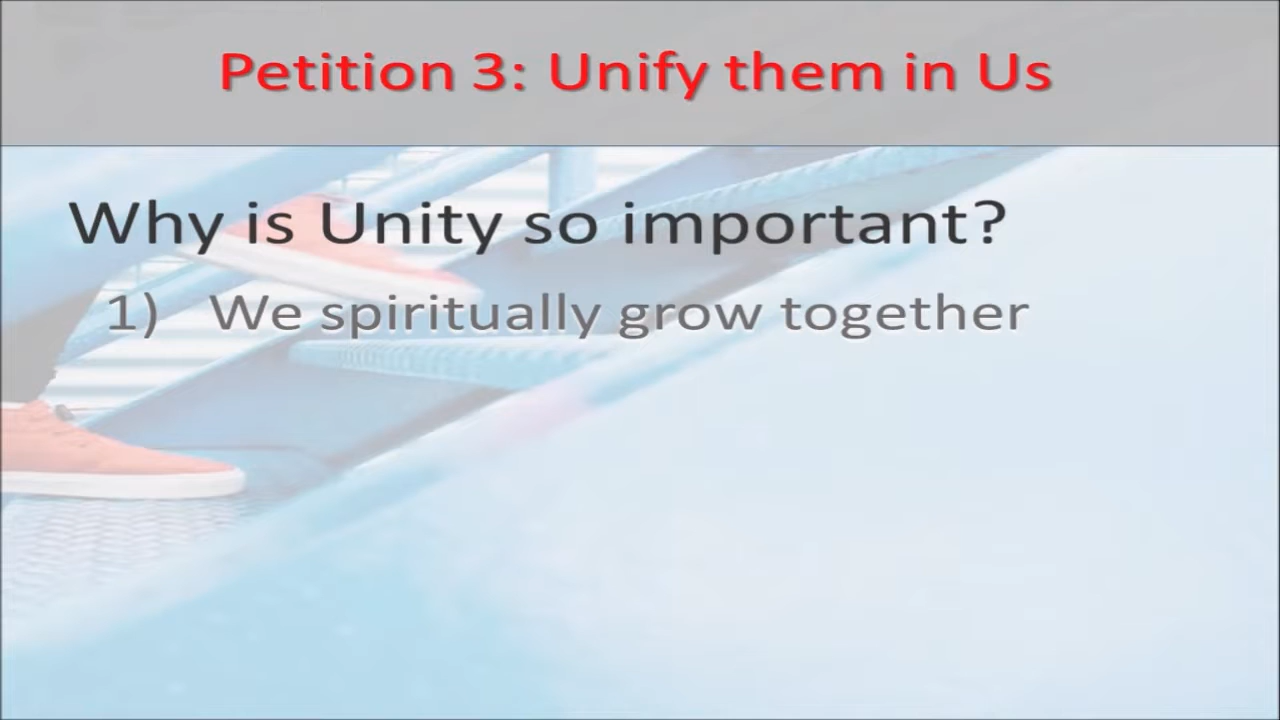 Petition 3: Unify them in Us
Why is Unity so important?
1) We spiritually grow together